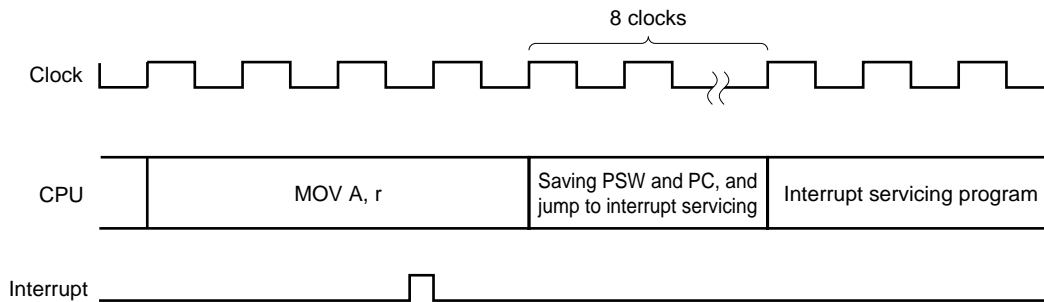 8 clocks
Clock
CPU
MOV A, r
Saving PSW and PC, and
jump to interrupt servicing
Interrupt servicing program
Interrupt